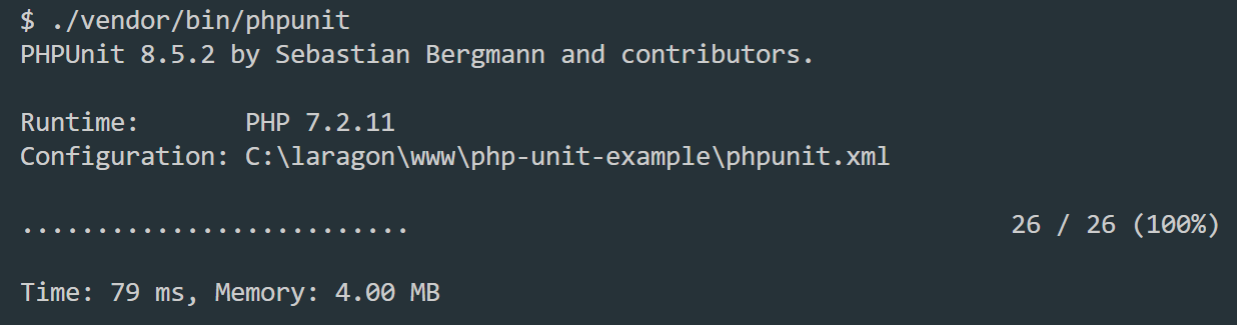 $ ./vendor/bin/phpunit
PHPUnit 8.5.2 by Sebastian Bergmann and contributors.
Runtime:       PHP 7.2.11
Configuration: C:\laragon\www\php-unit-example\phpunit.xml
..........................                                        26 / 26 (100%)
Time: 79 ms, Memory: 4.00 MB